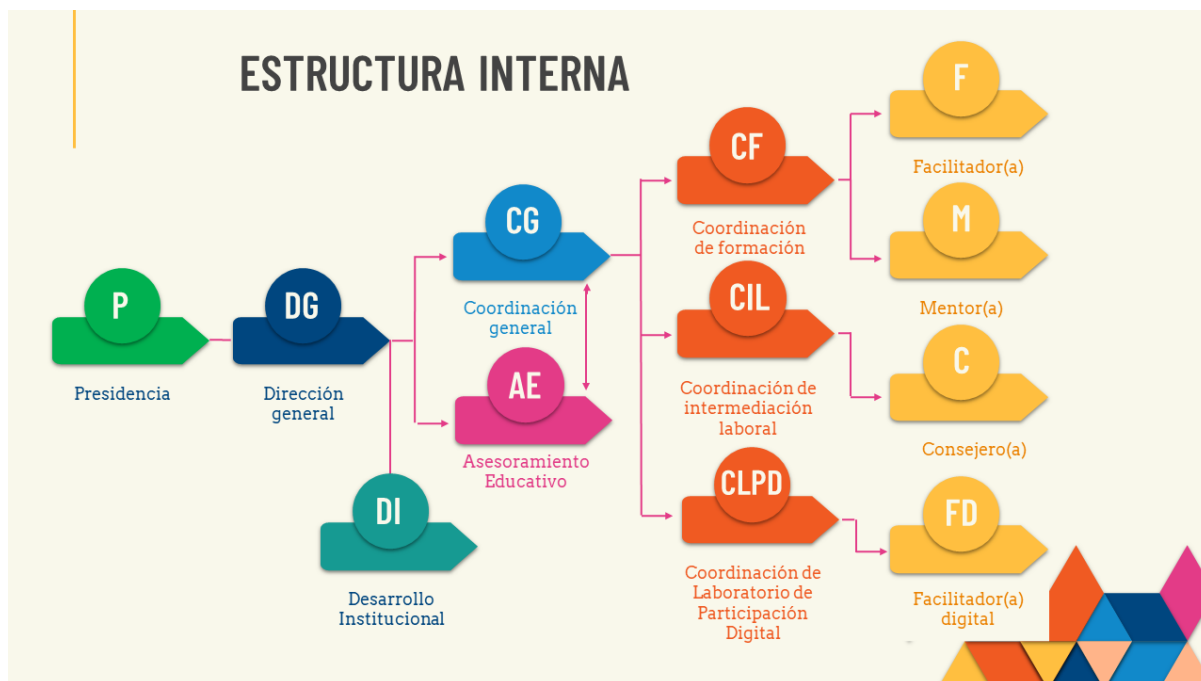 ESTRUCTURA INTERNA
P
Presidencia
DG
Dirección
general
DI
Desarrollo
Institucional
CG
Coordinación
general
AE
Asesoramiento
Educativo
CF
Coordinación
de formación
CIL
Coordinación de
intermediación
laboral
CLPD
Coordinación de
Laboratorio de
Participación
Digital
F
Facilitador(a)
M
Mentor(a)
C
Consejero(a)
FD
Facilitador(a)
digital